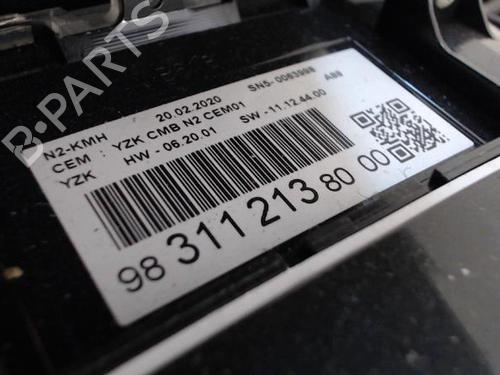 N2-KMH 20.02.2020 SN5-0063998 A98
CEM : YZK CMB N2 CEM01
YZK HW - 06.20.01 SW - 11.12.44.00
98 311 213 80 00
B-PARTS